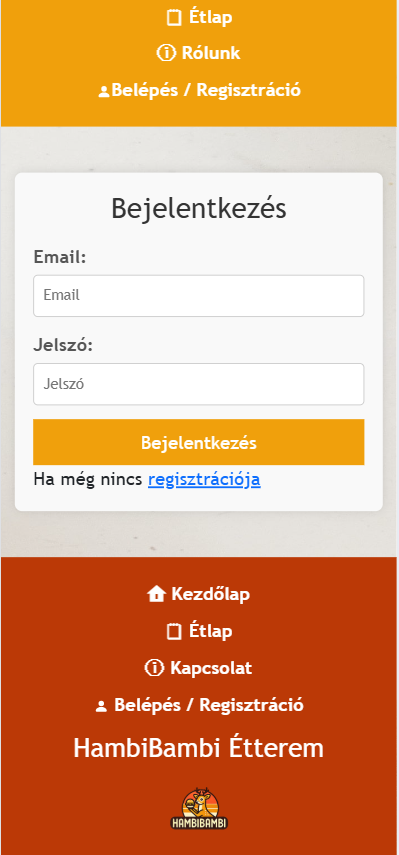 Étlap
Rólunk
Belépés / Regisztráció
Bejelentkezés
Email:
Email
Jelszó:
Jelszó
Bejelentkezés
Ha még nincs regisztrációja
Kezdőlap
Étlap
Kapcsolat
Belépés / Regisztráció
HambiBambi Étterem
HAMBIBAMBI